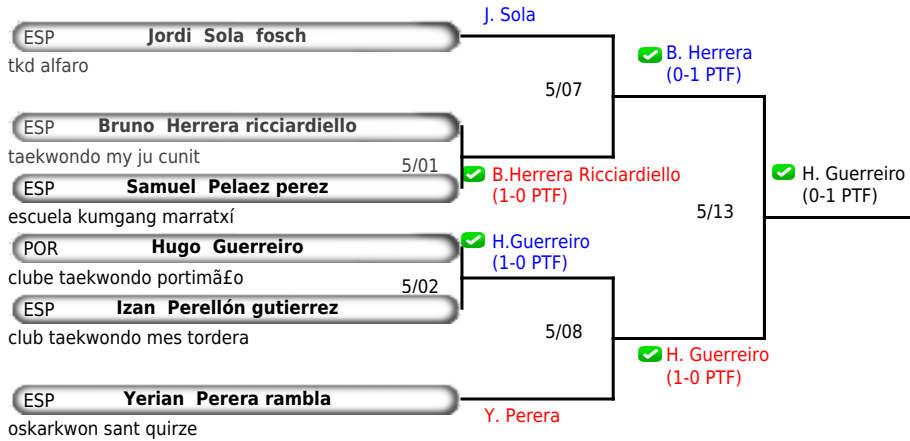 J. Sola
ESP Jordi Sola fosch
tkd alfaro
B. Herrera
(0-1 PTF)
5/07
ESP Bruno Herrera ricciardiello
taekwondo my ju cunit
5/01
B.Herrera Ricciardiello
(1-0 PTF)
H. Guerreiro
(0-1 PTF)
ESP Samuel Pelaez perez
escuela kumgang marratxí
5/13
POR Hugo Guerreiro
H.Guerreiro
(1-0 PTF)
clube taekwondo portimã£o
5/02
ESP Izan Perellón gutierrez
club taekwondo mes tordera
5/08
H. Guerreiro
(1-0 PTF)
ESP Yerian Perera rambla
Y. Perera
oskarkwon sant quirze